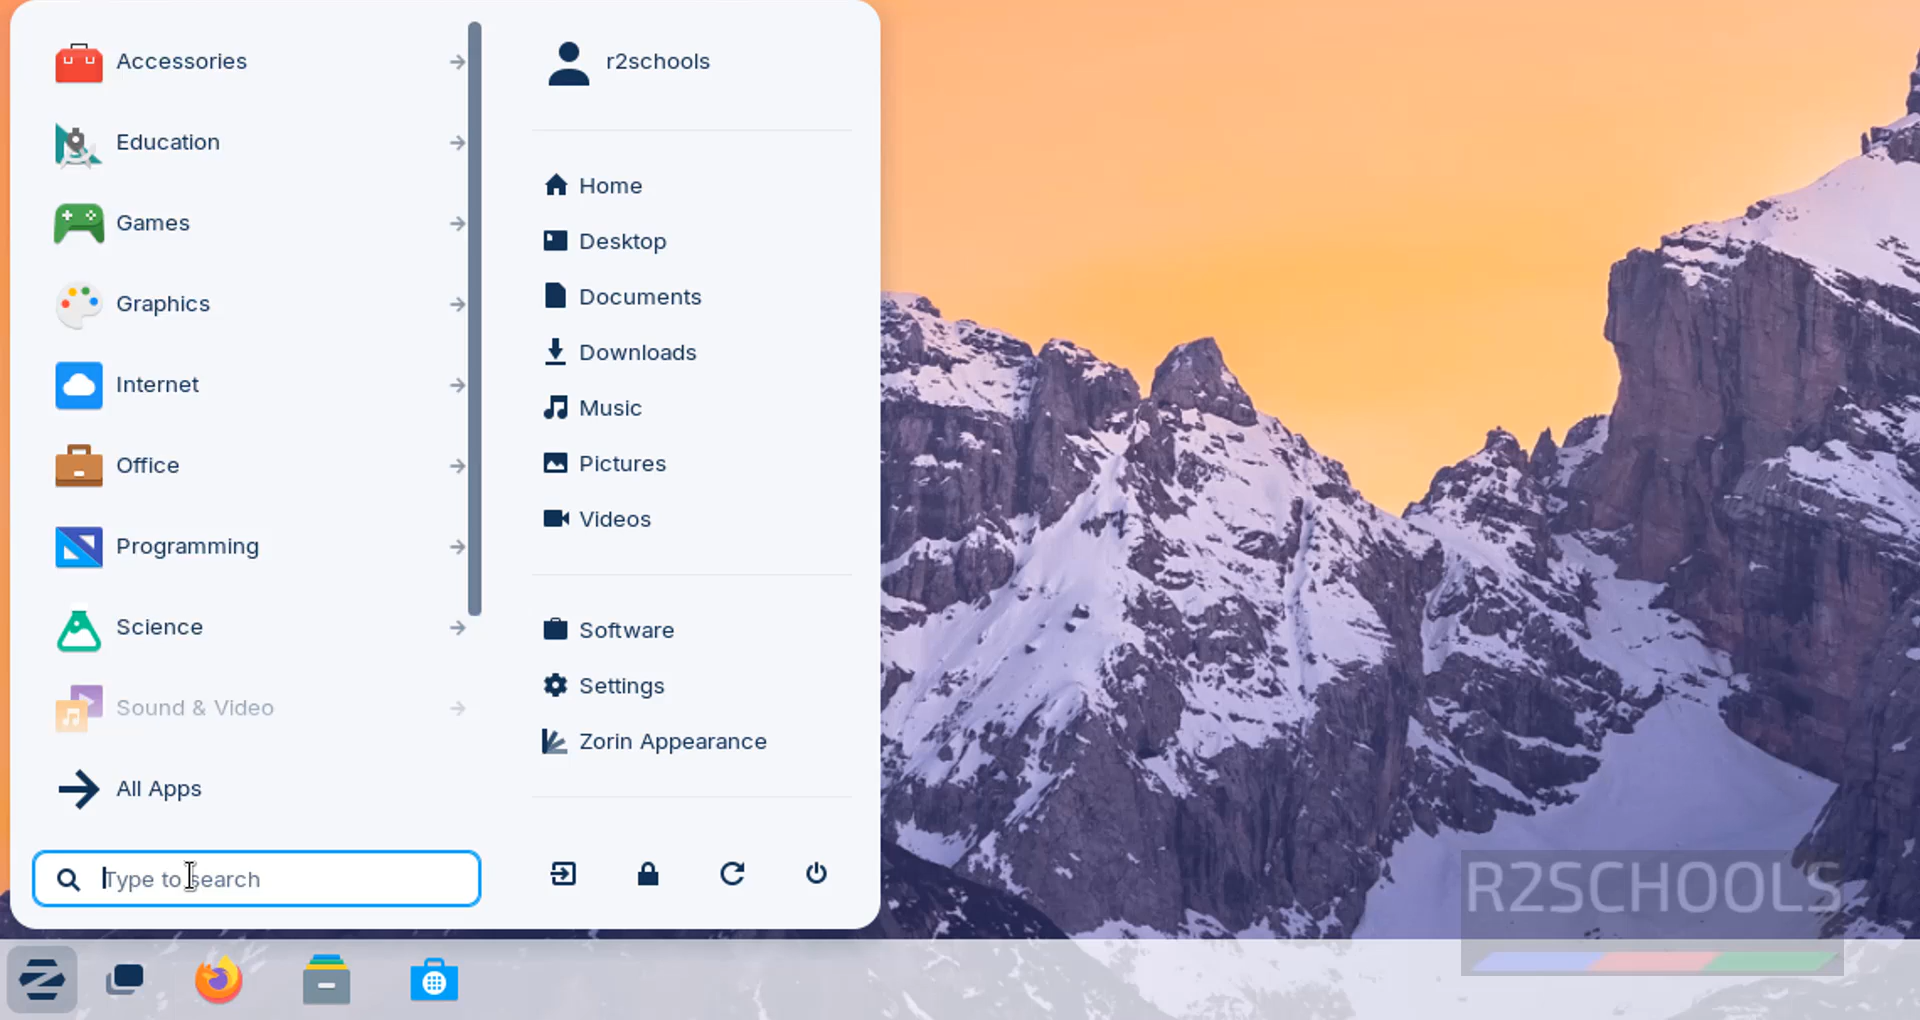 Accessories
Education
Games
Graphics
Internet
Office
Programming
Science
Sound & Video
All Apps
Type to search
r2schools
Home
Desktop
Documents
Downloads
Music
Pictures
Videos
Software
Settings
Zorin Appearance
R2SCHOOLS